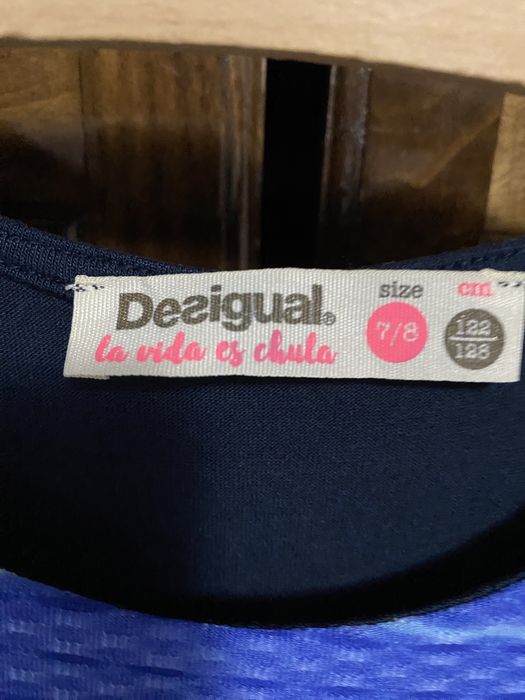 Desigual®
la vida es chula
size
7/8
cm
122
128